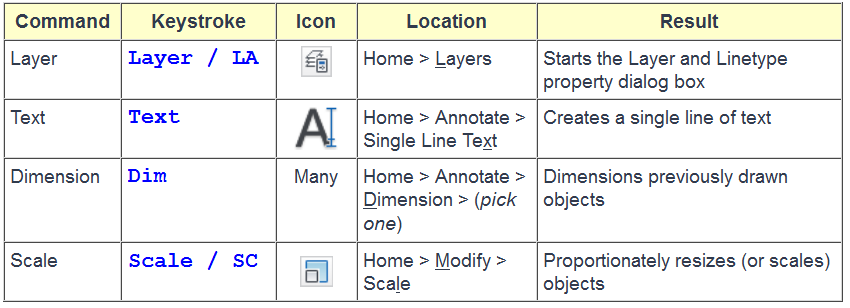 Command Keystroke Icon Location Result
Layer Layer / LA Home > Layers Starts the Layer and Linetype
property dialog box
Text Text A Home > Annotate > Creates a single line of text
Single Line Text
Dimension Dim Many Home > Annotate > Dimensions previously drawn
Dimension > (pick objects
one)
Scale Scale / SC Home > Modify > Proportionately resizes (or scales)
Scale objects